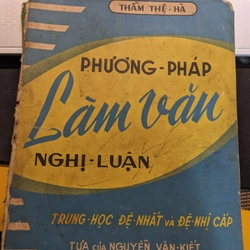 THẨM THỆ-HÀ
PHƯƠNG-PHÁP
Làm văn
NGHỊ-LUẬN
TRUNG-HỌC ĐỆ-NHẤT và ĐỆ-NHỊ CẤP
TỰA của NGUYỄN VĂN-KIẾT